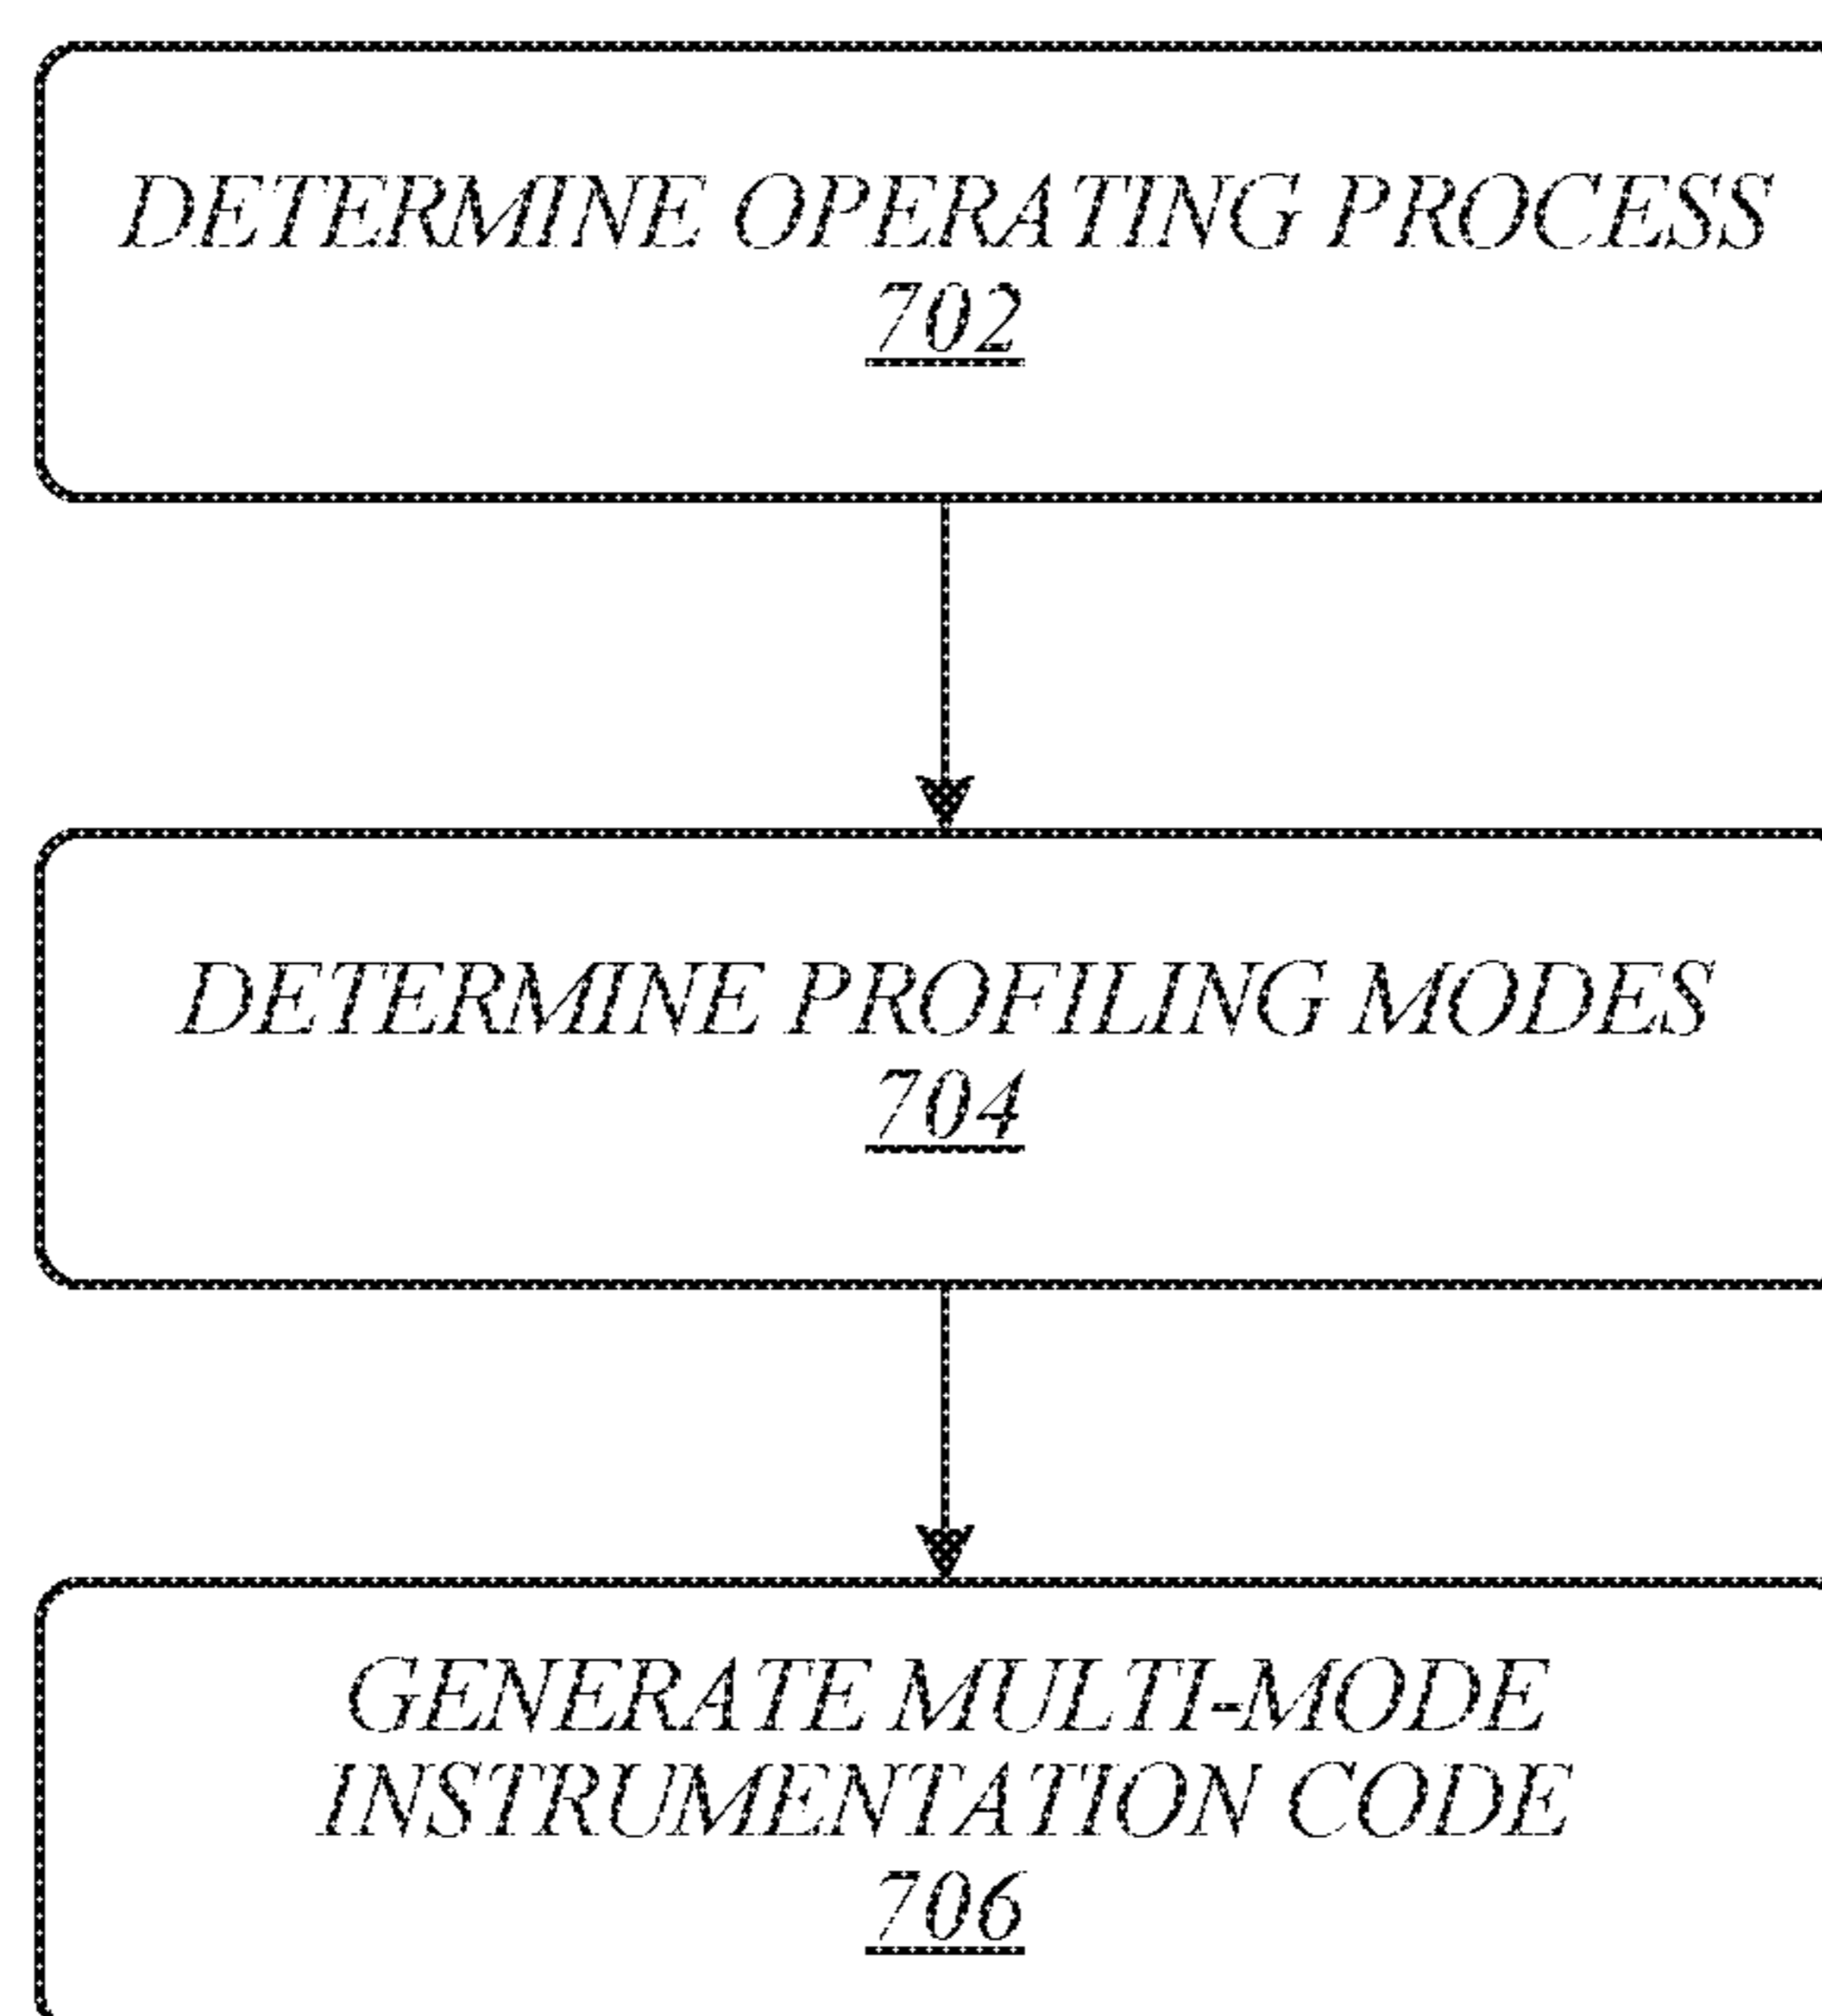 DETERMINE OPERATING PROCESS
702
DETERMINE PROFILING MODES
704
GENERATE MULTI-MODE
INSTRUMENTATION CODE
706